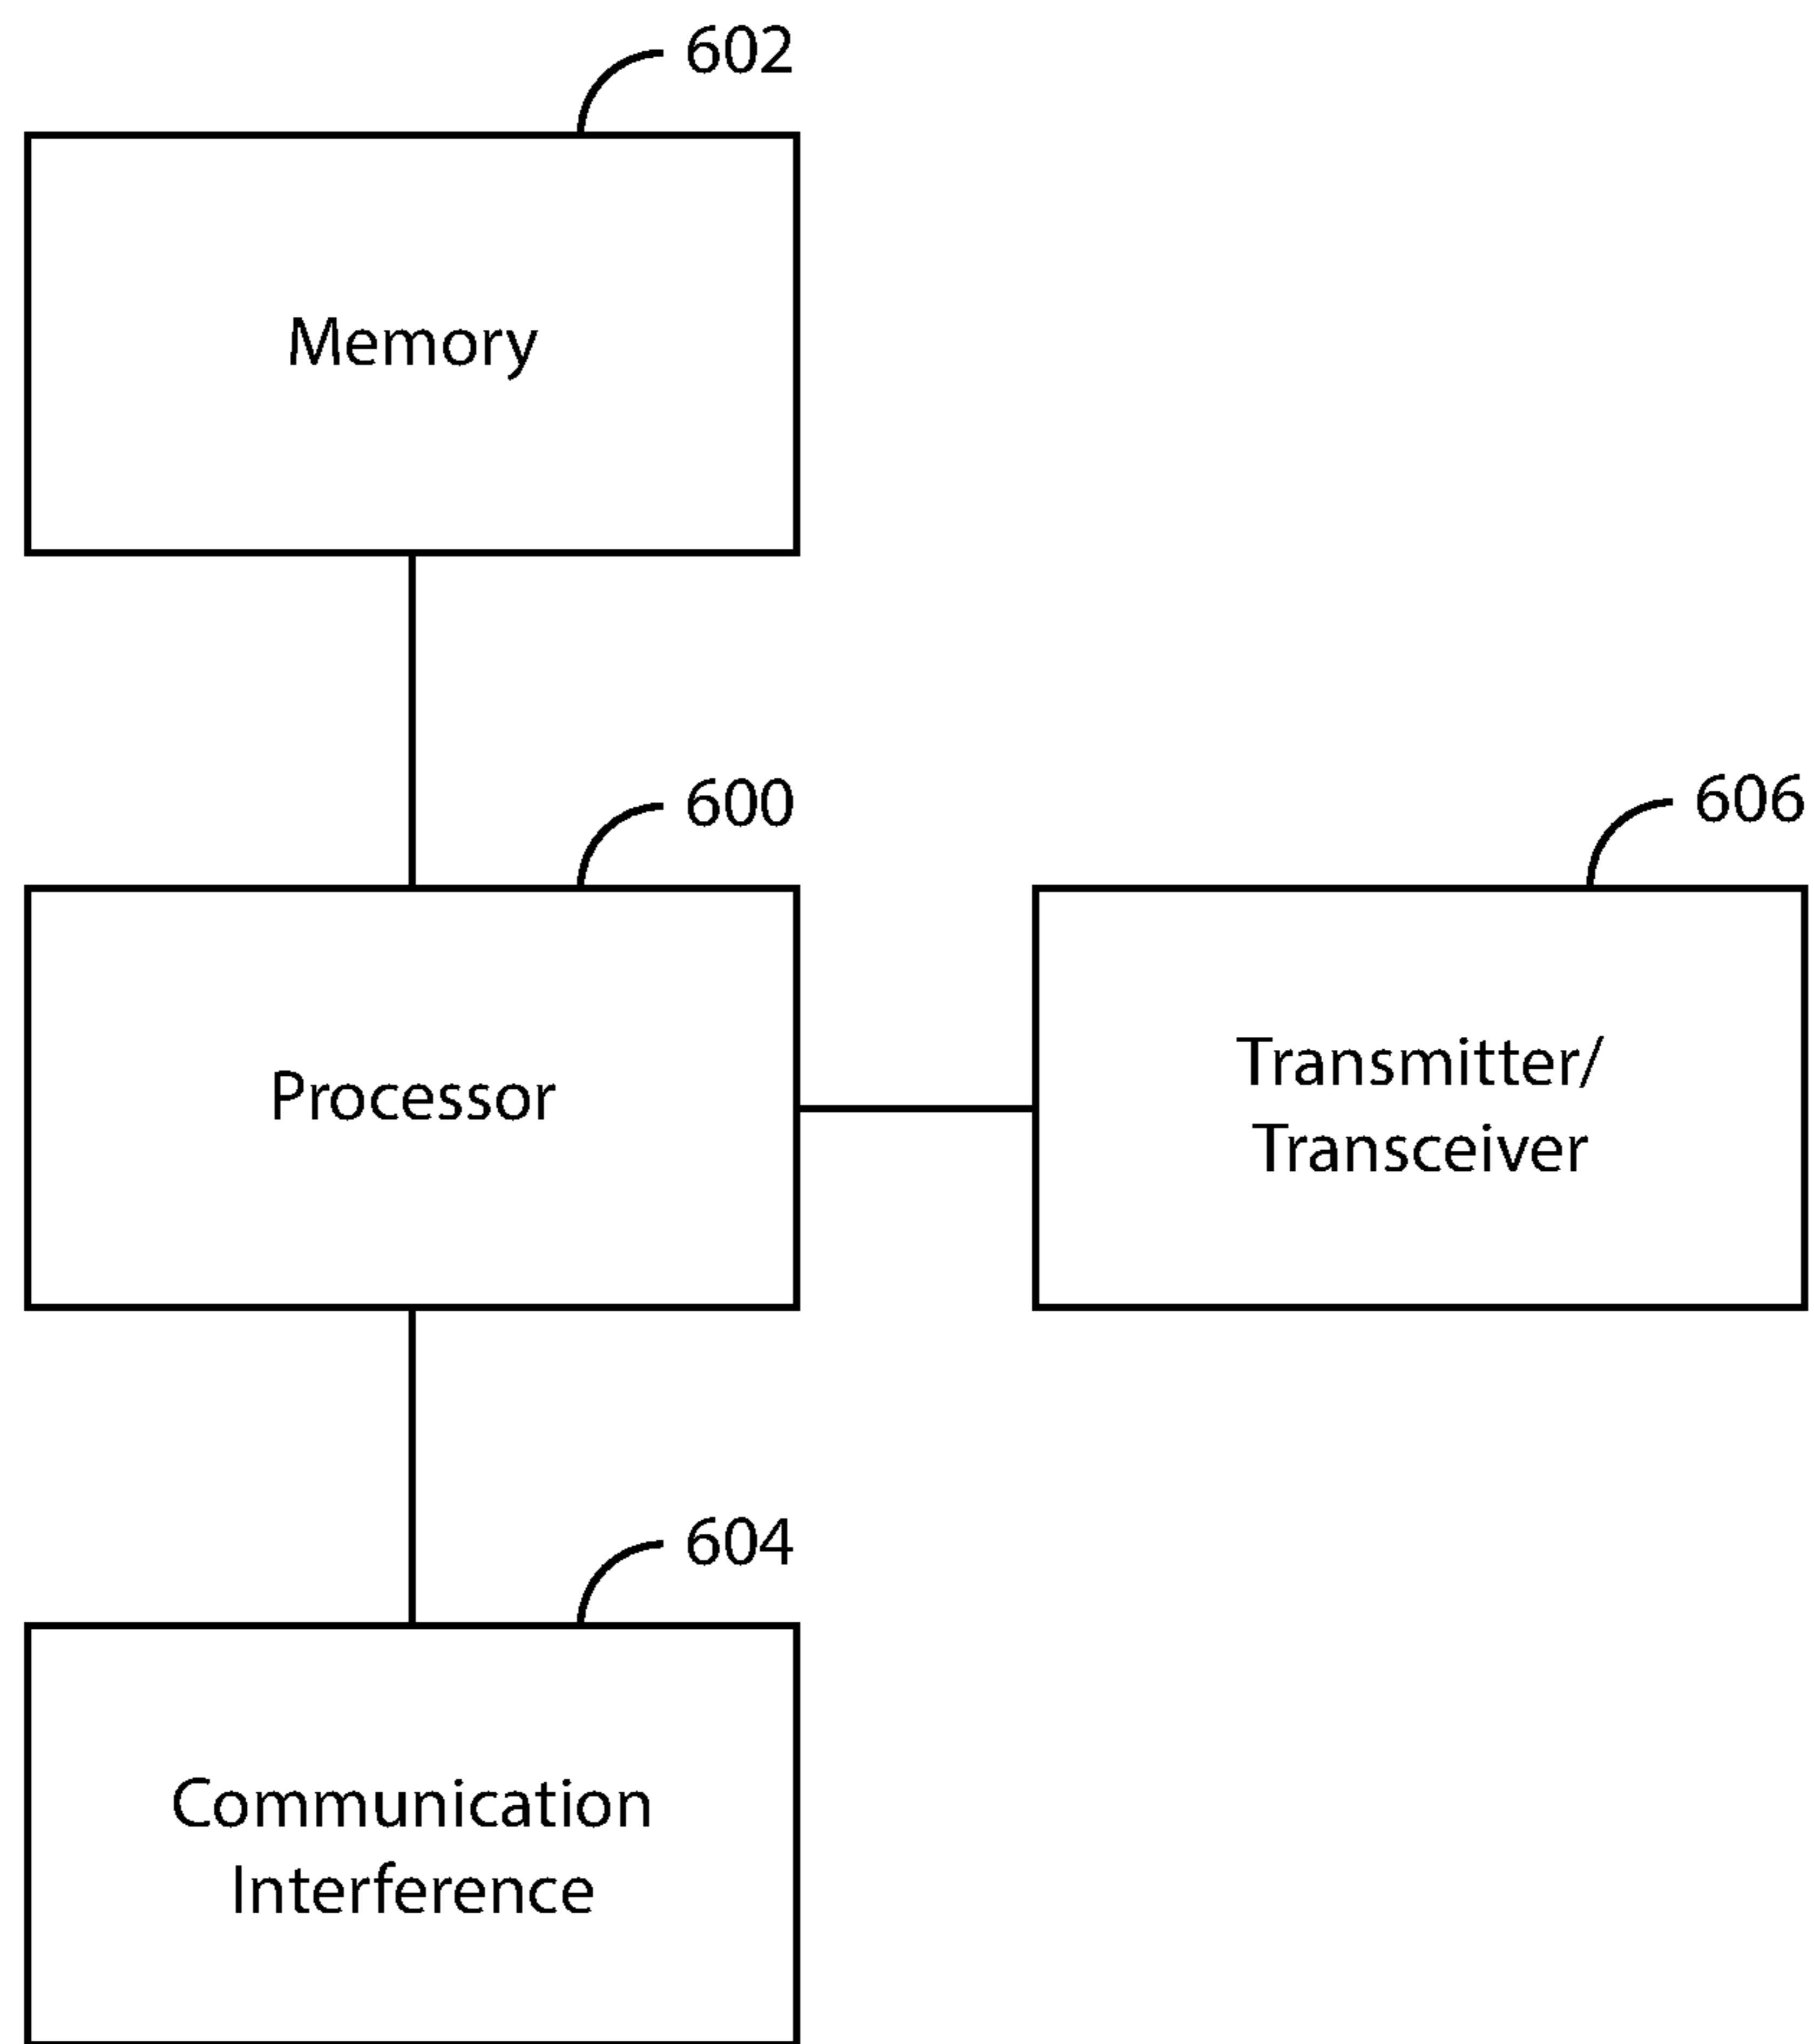 602
Memory
600
Processor
606
Transmitter/
Transceiver
604
Communication
Interference